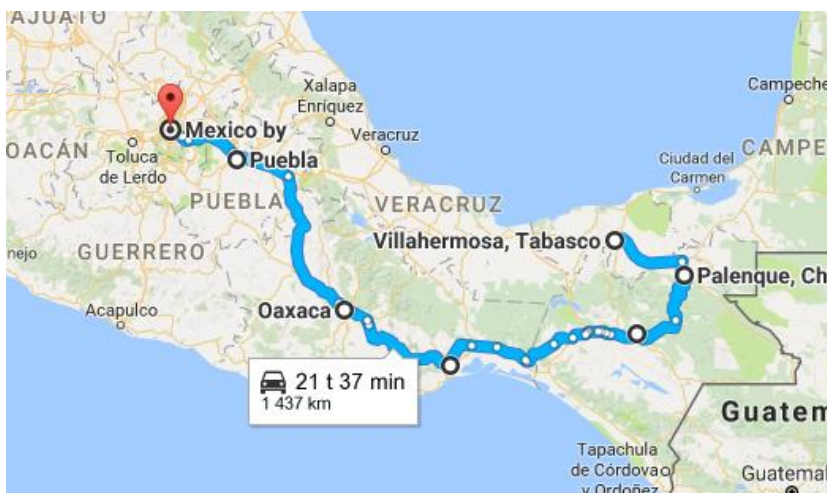 AJUATO
Xalapa
Enríquez
Campeche
Mexico by
OACÁN
Toluca
de Lerdo
Puebla
Veracruz
Ciudad del
Carmen
CAMPE
PUEBLA
VERACRUZ
nejo
GUERRERO
Villahermosa, Tabasco
Palenque, Ch
Acapulco
Oaxaca
21 t 37 min
1 437 km
Guatem
Tapachula
de Córdova
y Ordoñez
Guatemal